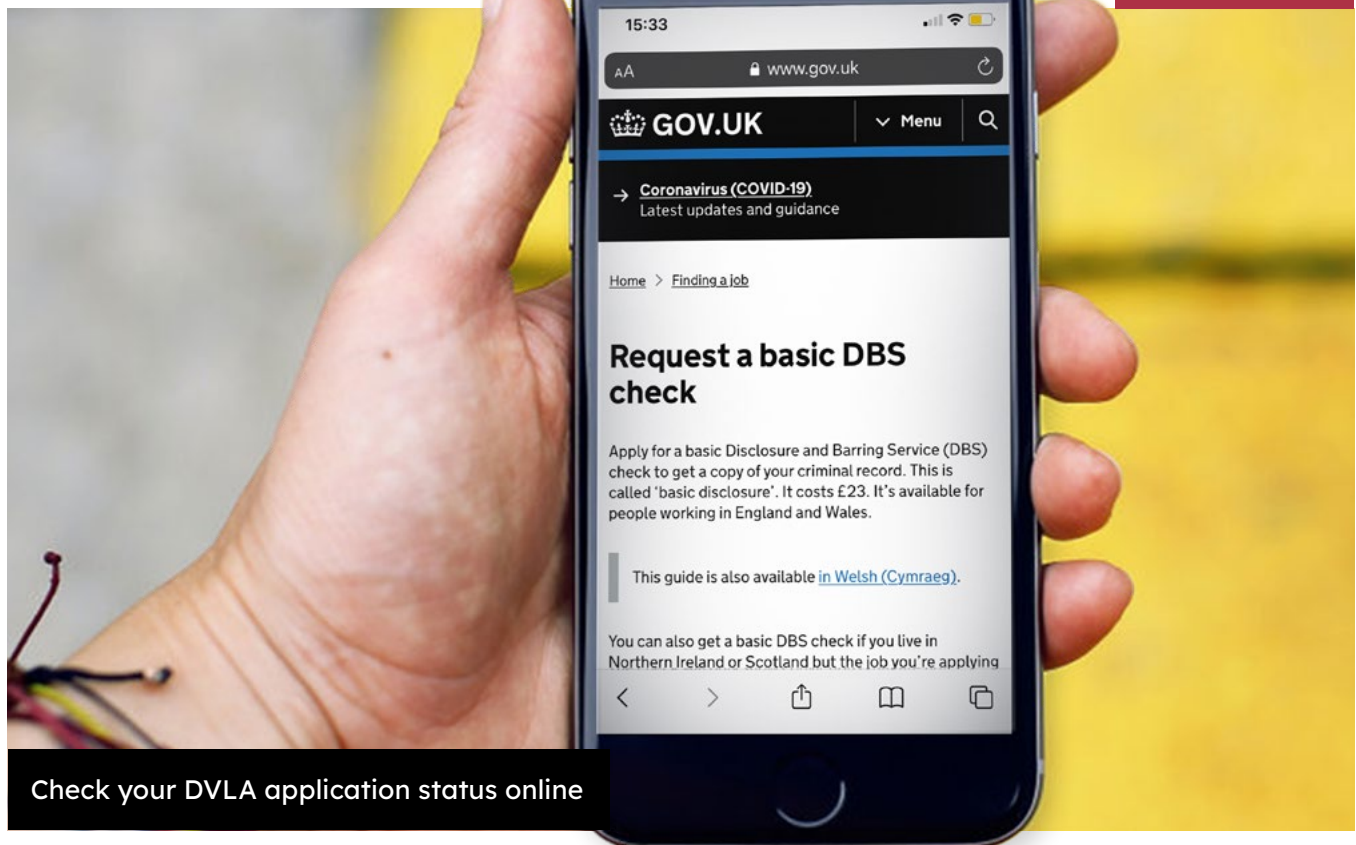 15:33
AA www.gov.uk
GOV.UK Menu
Coronavirus (COVID-19)
Latest updates and guidance
Home > Finding a job
Request a basic DBS
check
Apply for a basic Disclosure and Barring Service (DBS)
check to get a copy of your criminal record. This is
called ‘basic disclosure’. It costs £23. It’s available for
people working in England and Wales.
This guide is also available in Welsh (Cymraeg).
You can also get a basic DBS check if you live in
Northern Ireland or Scotland but the job you’re applying
Check your DVLA application status online